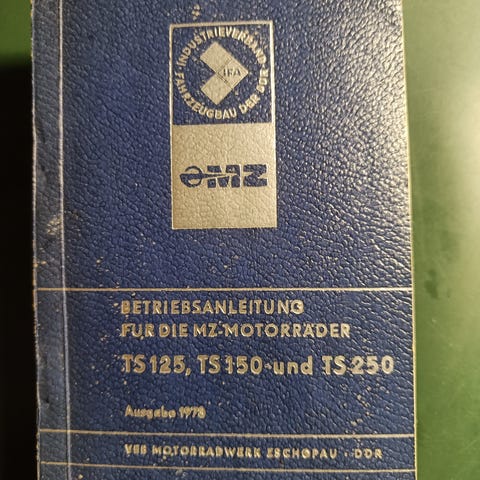 INDUSTRIEVERBAND
FAHRZEUGBAU DER DDR
IFA
MZ
BETRIEBSANLEITUNG
FÜR DIE MZ-MOTORRÄDER
TS 125, TS 150 und TS 250
Ausgabe 1978
VEB MOTORRADWERK ZSCHOPAU · DDR